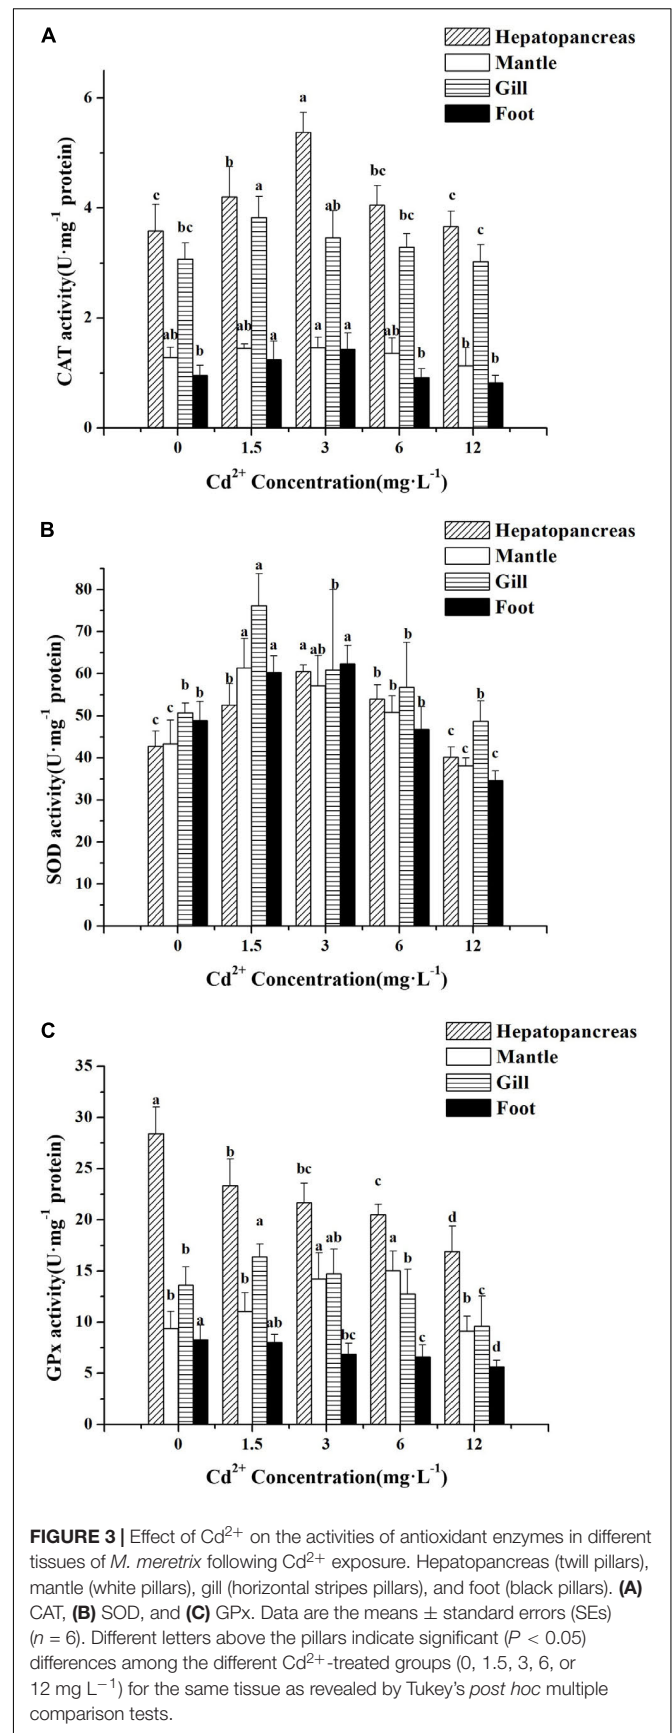 A
Hepatopancreas
Mantle
Gill
Foot
CAT activity(U·mg⁻¹ protein)
6
4
2
0
c ab bc b
b ab a a
a a ab a
bc ab bc b
c b c b
0 1.5 3 6 12
Cd²⁺ Concentration(mg·L⁻¹)
B
Hepatopancreas
Mantle
Gill
Foot
SOD activity(U·mg⁻¹ protein)
80
70
60
50
40
30
20
10
0
c c b b
b a a a
a ab b a
b b b b
c c b c
0 1.5 3 6 12
Cd²⁺ Concentration(mg·L⁻¹)
C
Hepatopancreas
Mantle
Gill
Foot
GPx activity(U·mg⁻¹ protein)
35
30
25
20
15
10
5
0
a b b a
b b a ab
bc a ab bc
c a b c
d b c d
0 1.5 3 6 12
Cd²⁺ Concentration(mg·L⁻¹)
FIGURE 3 | Effect of Cd²⁺ on the activities of antioxidant enzymes in different
tissues of M. meretrix following Cd²⁺ exposure. Hepatopancreas (twill pillars),
mantle (white pillars), gill (horizontal stripes pillars), and foot (black pillars). (A)
CAT, (B) SOD, and (C) GPx. Data are the means ± standard errors (SEs)
(n = 6). Different letters above the pillars indicate significant (P < 0.05)
differences among the different Cd²⁺-treated groups (0, 1.5, 3, 6, or
12 mg L⁻¹) for the same tissue as revealed by Tukey's post hoc multiple
comparison tests.